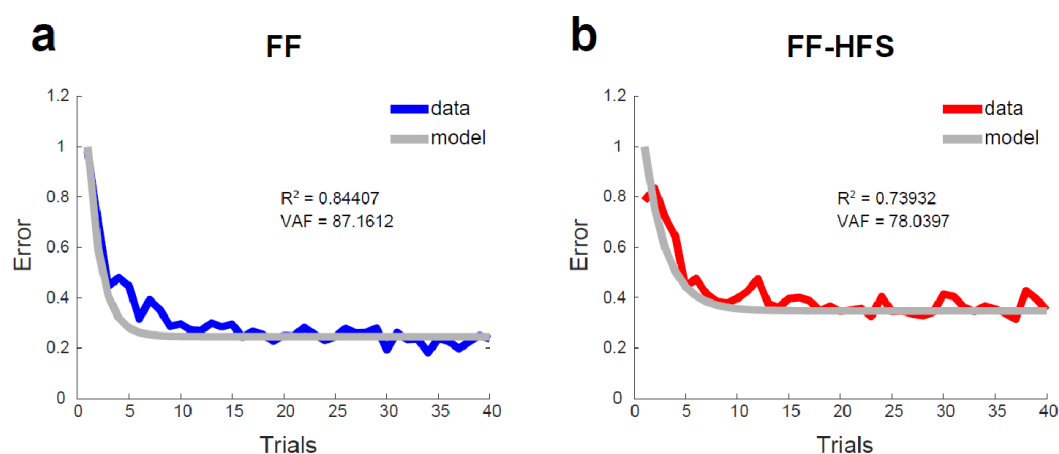 a
FF
1.2
1
0.8
0.6
0.4
0.2
0
Error
data
model
R² = 0.84407
VAF = 87.1612
0 5 10 15 20 25 30 35 40
Trials
b
FF-HFS
1.2
1
0.8
0.6
0.4
0.2
0
Error
data
model
R² = 0.73932
VAF = 78.0397
0 5 10 15 20 25 30 35 40
Trials